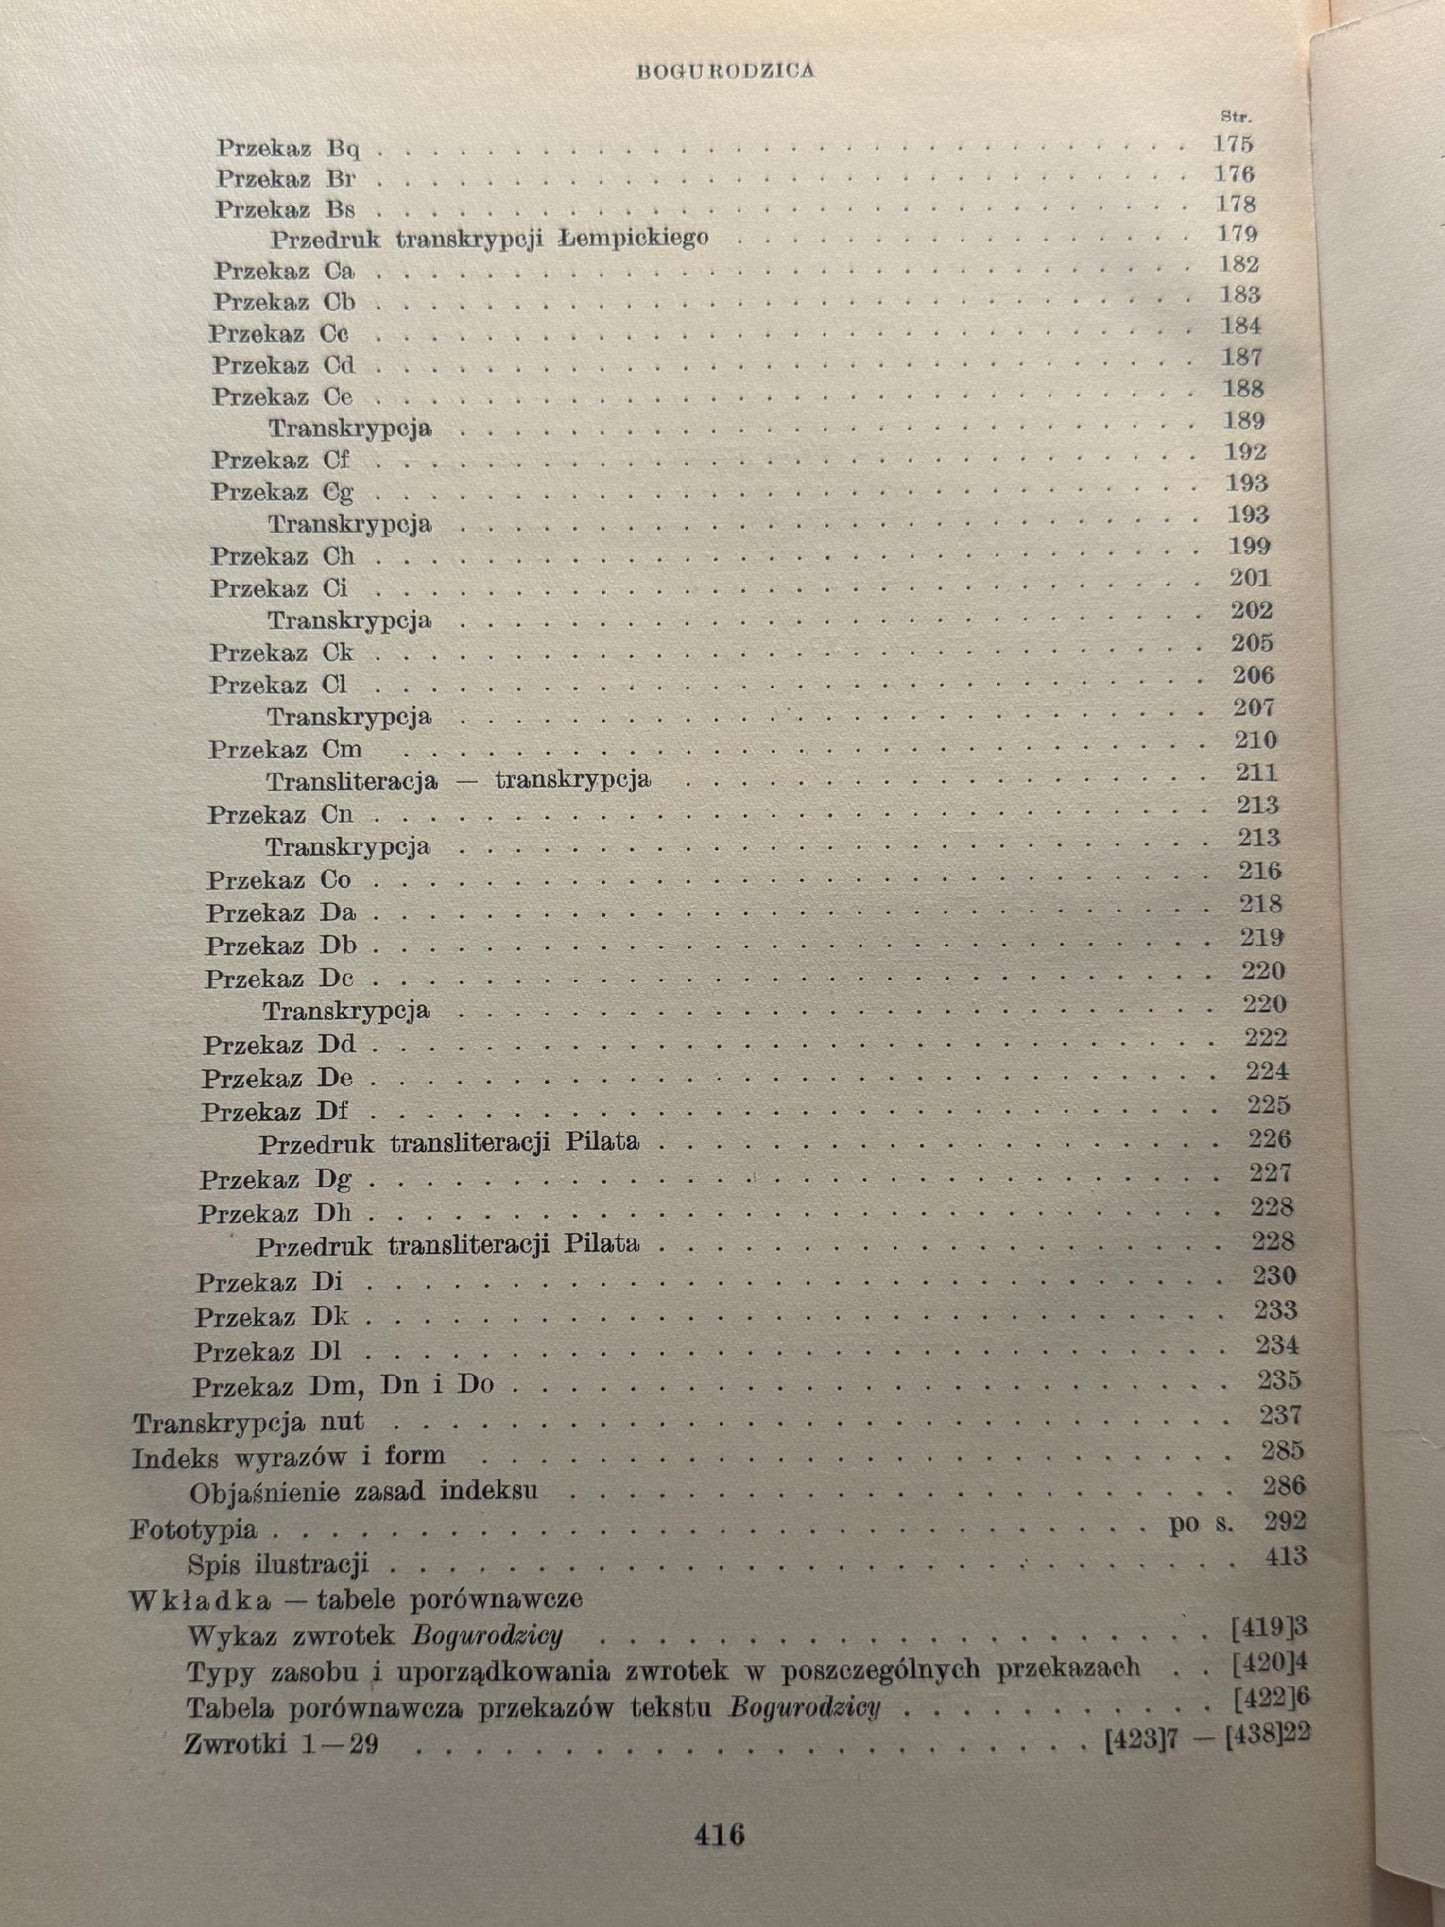 BOGURODZICA
Str.
Przekaz Bq . . . . . . . . . . . . . . . . . . . . 175
Przekaz Br . . . . . . . . . . . . . . . . . . . . 176
Przekaz Bs . . . . . . . . . . . . . . . . . . . . 178
Przedruk transkrypcji Łempickiego . . . . . . . . . . 179
Przekaz Ca . . . . . . . . . . . . . . . . . . . . 182
Przekaz Cb . . . . . . . . . . . . . . . . . . . . 183
Przekaz Cc . . . . . . . . . . . . . . . . . . . . 184
Przekaz Cd . . . . . . . . . . . . . . . . . . . . 187
Przekaz Ce . . . . . . . . . . . . . . . . . . . . 188
Transkrypcja . . . . . . . . . . . . . . . . . . 189
Przekaz Cf . . . . . . . . . . . . . . . . . . . . 192
Przekaz Cg . . . . . . . . . . . . . . . . . . . . 193
Transkrypcja . . . . . . . . . . . . . . . . . . 193
Przekaz Ch . . . . . . . . . . . . . . . . . . . . 199
Przekaz Ci . . . . . . . . . . . . . . . . . . . . 201
Transkrypcja . . . . . . . . . . . . . . . . . . 202
Przekaz Ck . . . . . . . . . . . . . . . . . . . . 205
Przekaz Cl . . . . . . . . . . . . . . . . . . . . 206
Transkrypcja . . . . . . . . . . . . . . . . . . 207
Przekaz Cm . . . . . . . . . . . . . . . . . . . . 210
Transliteracja — transkrypcja . . . . . . . . . . . . 211
Przekaz Cn . . . . . . . . . . . . . . . . . . . . 213
Transkrypcja . . . . . . . . . . . . . . . . . . 213
Przekaz Co . . . . . . . . . . . . . . . . . . . . 216
Przekaz Da . . . . . . . . . . . . . . . . . . . . 218
Przekaz Db . . . . . . . . . . . . . . . . . . . . 219
Przekaz Dc . . . . . . . . . . . . . . . . . . . . 220
Transkrypcja . . . . . . . . . . . . . . . . . . 220
Przekaz Dd . . . . . . . . . . . . . . . . . . . . 222
Przekaz De . . . . . . . . . . . . . . . . . . . . 224
Przekaz Df . . . . . . . . . . . . . . . . . . . . 225
Przedruk transliteracji Pilata . . . . . . . . . . . . 226
Przekaz Dg . . . . . . . . . . . . . . . . . . . . 227
Przekaz Dh . . . . . . . . . . . . . . . . . . . . 228
Przedruk transliteracji Pilata . . . . . . . . . . . . 228
Przekaz Di . . . . . . . . . . . . . . . . . . . . 230
Przekaz Dk . . . . . . . . . . . . . . . . . . . . 233
Przekaz Dl . . . . . . . . . . . . . . . . . . . . 234
Przekaz Dm, Dn i Do . . . . . . . . . . . . . . . . 235
Transkrypcja nut . . . . . . . . . . . . . . . . . . 237
Indeks wyrazów i form . . . . . . . . . . . . . . . . 285
Objaśnienie zasad indeksu . . . . . . . . . . . . . . 286
Fototypia . . . . . . . . . . . . . . . . . . po s. 292
Spis ilustracji . . . . . . . . . . . . . . . . . . 413
Wkładka — tabele porównawcze
Wykaz zwrotek Bogurodzicy . . . . . . . . . . . . [419]3
Typy zasobu i uporządkowania zwrotek w poszczególnych przekazach . . [420]4
Tabela porównawcza przekazów tekstu Bogurodzicy . . . . . . . . [422]6
Zwrotki 1—29 . . . . . . . . . . . . . . [423]7 — [438]22
416